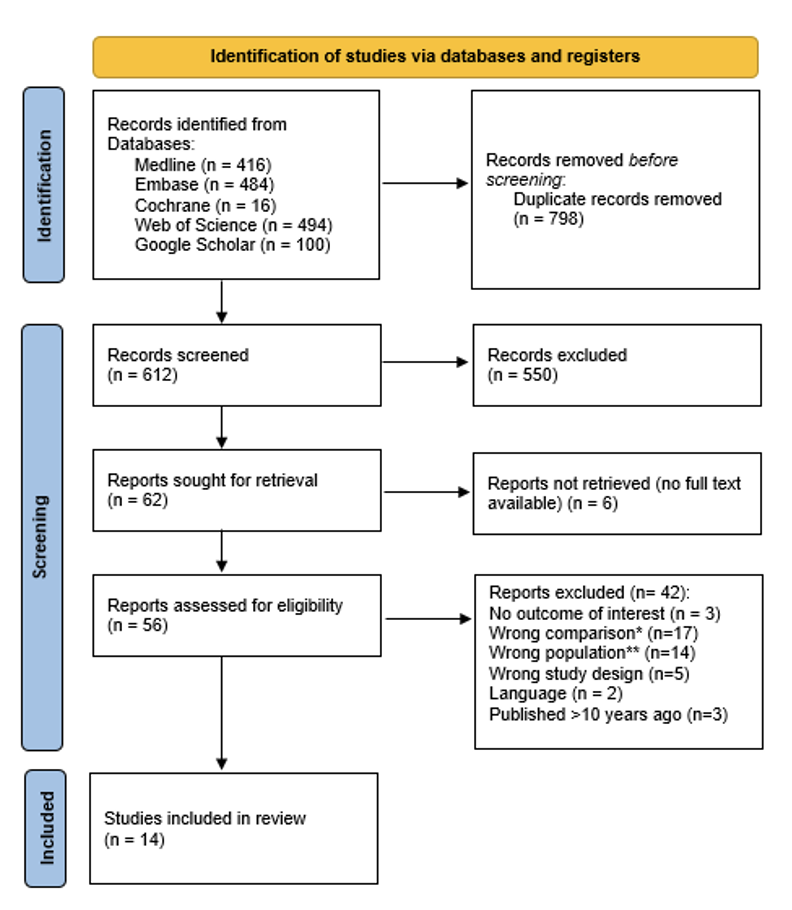 Identification of studies via databases and registers
Identification
Records identified from
Databases:
Medline (n = 416)
Embase (n = 484)
Cochrane (n = 16)
Web of Science (n = 494)
Google Scholar (n = 100)
Records removed before
screening:
Duplicate records removed
(n = 798)
Screening
Records screened
(n = 612)
Records excluded
(n = 550)
Reports sought for retrieval
(n = 62)
Reports not retrieved (no full text
available) (n = 6)
Reports assessed for eligibility
(n = 56)
Reports excluded (n= 42):
No outcome of interest (n = 3)
Wrong comparison* (n=17)
Wrong population** (n=14)
Wrong study design (n=5)
Language (n = 2)
Published >10 years ago (n=3)
Included
Studies included in review
(n = 14)